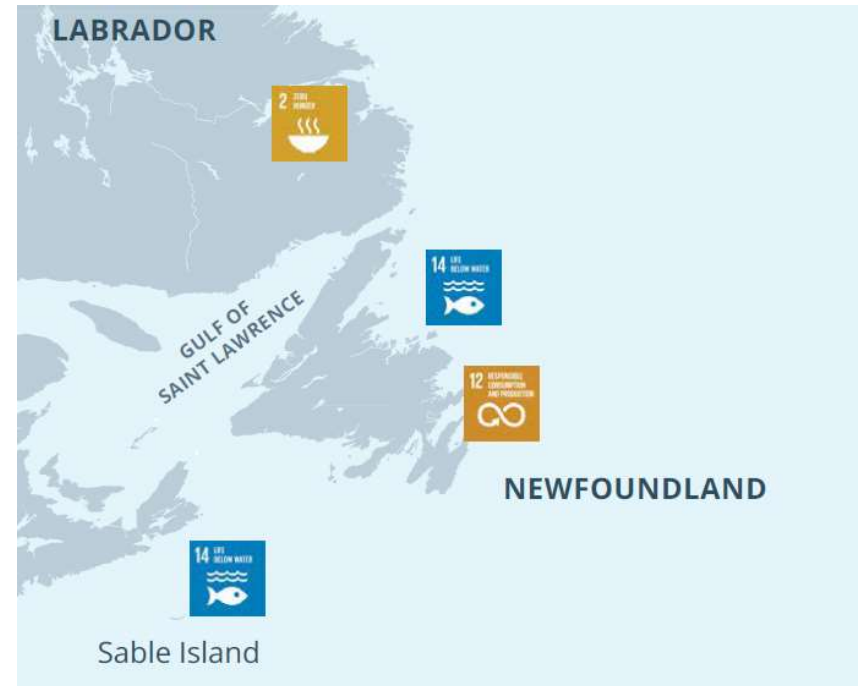 LABRADOR
2 ZERO
HUNGER
14 LIFE
BELOW WATER
GULF OF
SAINT LAWRENCE
12 RESPONSIBLE
CONSUMPTION
AND PRODUCTION
NEWFOUNDLAND
14 LIFE
BELOW WATER
Sable Island